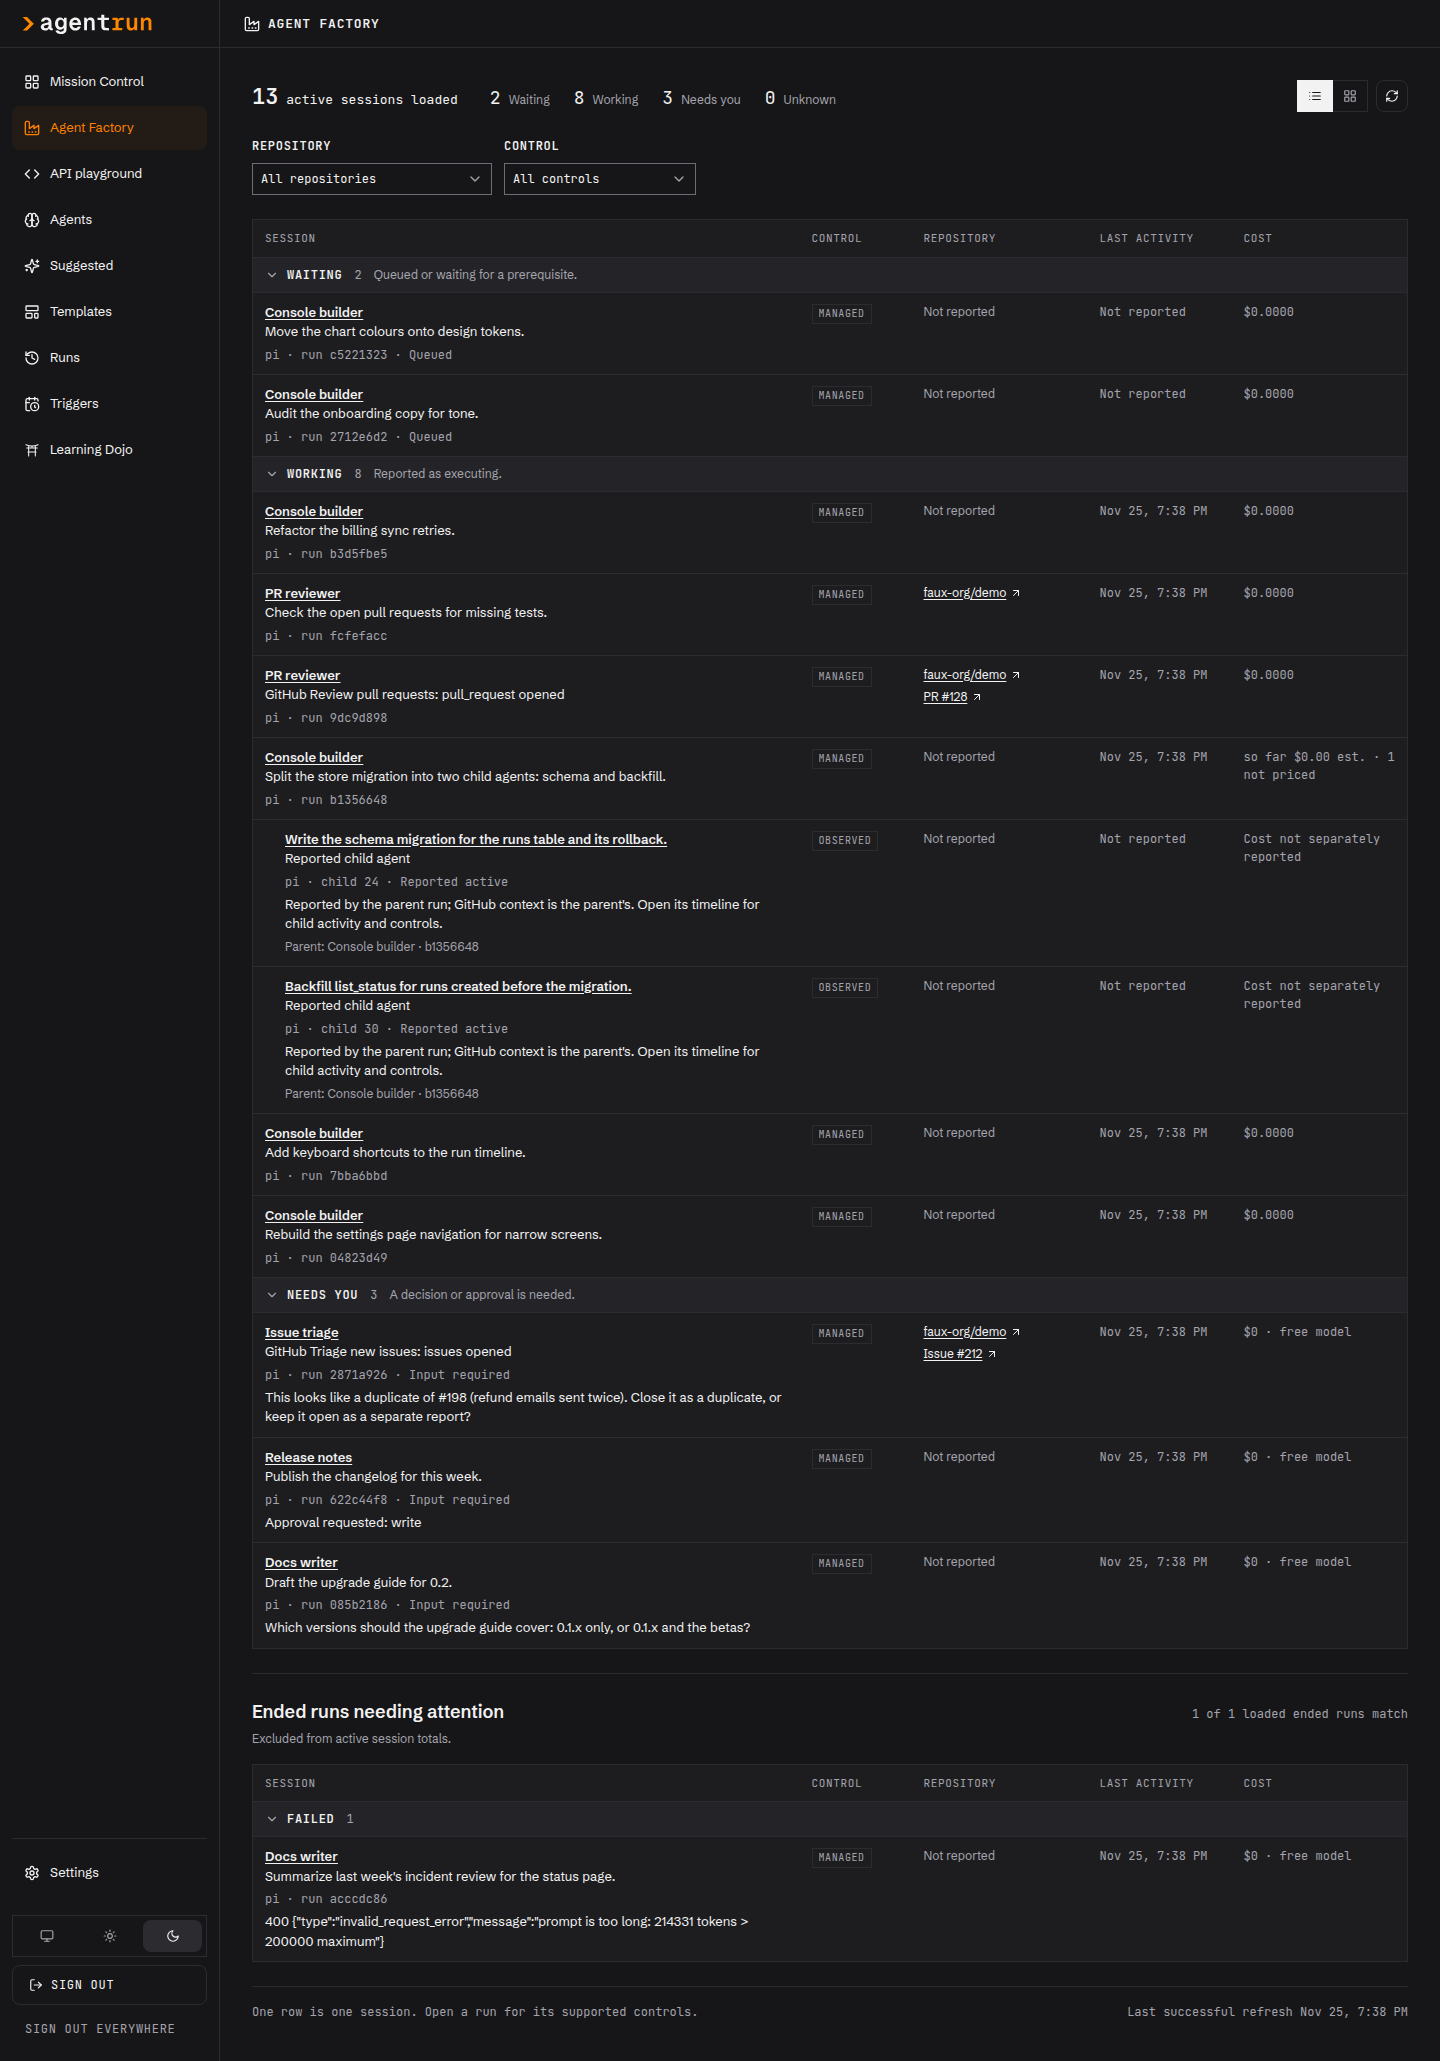 agentrun
AGENT FACTORY
Mission Control
Agent Factory
API playground
Agents
Suggested
Templates
Runs
Triggers
Learning Dojo
Settings
SIGN OUT
SIGN OUT EVERYWHERE
13 active sessions loaded 2 Waiting 8 Working 3 Needs you 0 Unknown
REPOSITORY CONTROL
All repositories All controls
SESSION CONTROL REPOSITORY LAST ACTIVITY COST
WAITING 2 Queued or waiting for a prerequisite.
Console builder MANAGED Not reported Not reported $0.0000
Move the chart colours onto design tokens.
pi · run c5221323 · Queued
Console builder MANAGED Not reported Not reported $0.0000
Audit the onboarding copy for tone.
pi · run 2712e6d2 · Queued
WORKING 8 Reported as executing.
Console builder MANAGED Not reported Nov 25, 7:38 PM $0.0000
Refactor the billing sync retries.
pi · run b3d5fbe5
PR reviewer MANAGED faux-org/demo Nov 25, 7:38 PM $0.0000
Check the open pull requests for missing tests.
pi · run fcfefacc
PR reviewer MANAGED faux-org/demo Nov 25, 7:38 PM $0.0000
GitHub Review pull requests: pull_request opened PR #128
pi · run 9dc9d898
Console builder MANAGED Not reported Nov 25, 7:38 PM so far $0.00 est. · 1
Split the store migration into two child agents: schema and backfill. not priced
pi · run b1356648
Write the schema migration for the runs table and its rollback. OBSERVED Not reported Not reported Cost not separately
Reported child agent reported
pi · child 24 · Reported active
Reported by the parent run; GitHub context is the parent's. Open its timeline for
child activity and controls.
Parent: Console builder · b1356648
Backfill list_status for runs created before the migration. OBSERVED Not reported Not reported Cost not separately
Reported child agent reported
pi · child 30 · Reported active
Reported by the parent run; GitHub context is the parent's. Open its timeline for
child activity and controls.
Parent: Console builder · b1356648
Console builder MANAGED Not reported Nov 25, 7:38 PM $0.0000
Add keyboard shortcuts to the run timeline.
pi · run 7bba6bbd
Console builder MANAGED Not reported Nov 25, 7:38 PM $0.0000
Rebuild the settings page navigation for narrow screens.
pi · run 04823d49
NEEDS YOU 3 A decision or approval is needed.
Issue triage MANAGED faux-org/demo Nov 25, 7:38 PM $0 · free model
GitHub Triage new issues: issues opened Issue #212
pi · run 2871a926 · Input required
This looks like a duplicate of #198 (refund emails sent twice). Close it as a duplicate, or
keep it open as a separate report?
Release notes MANAGED Not reported Nov 25, 7:38 PM $0 · free model
Publish the changelog for this week.
pi · run 622c44f8 · Input required
Approval requested: write
Docs writer MANAGED Not reported Nov 25, 7:38 PM $0 · free model
Draft the upgrade guide for 0.2.
pi · run 085b2186 · Input required
Which versions should the upgrade guide cover: 0.1.x only, or 0.1.x and the betas?
Ended runs needing attention 1 of 1 loaded ended runs match
Excluded from active session totals.
SESSION CONTROL REPOSITORY LAST ACTIVITY COST
FAILED 1
Docs writer MANAGED Not reported Nov 25, 7:38 PM $0 · free model
Summarize last week's incident review for the status page.
pi · run acccdc86
400 {"type":"invalid_request_error","message":"prompt is too long: 214331 tokens >
200000 maximum"}
One row is one session. Open a run for its supported controls. Last successful refresh Nov 25, 7:38 PM